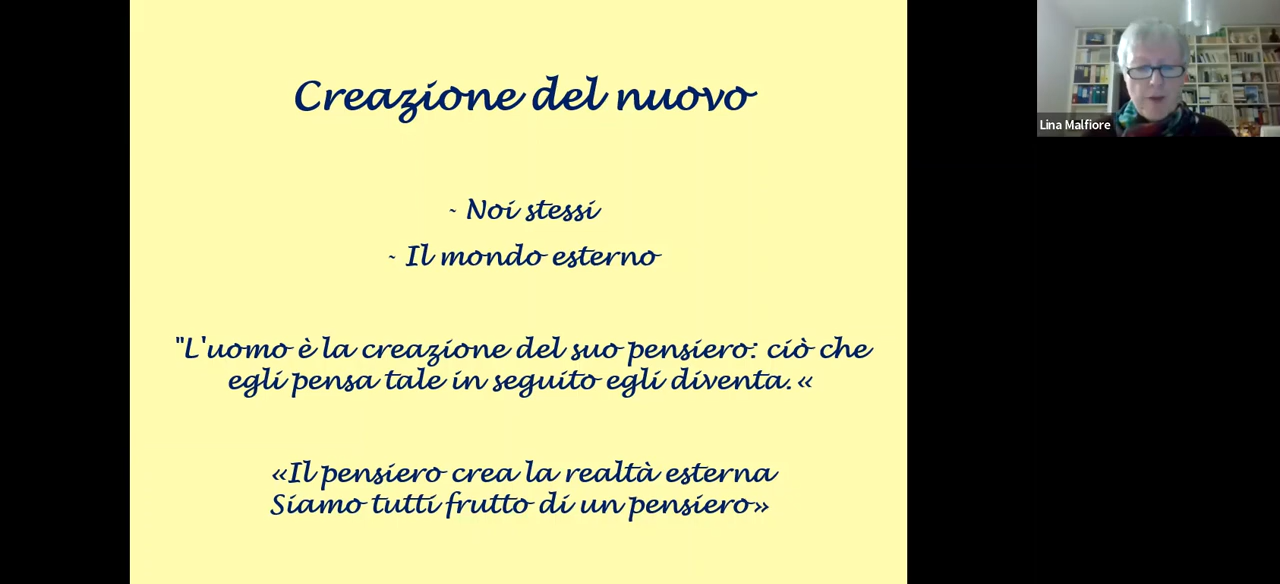 Creazione del nuovo
- Noi stessi
- Il mondo esterno
"L'uomo è la creazione del suo pensiero: ciò che
egli pensa tale in seguito egli diventa.«
«Il pensiero crea la realtà esterna
Siamo tutti frutto di un pensiero»
Lina Malfiore